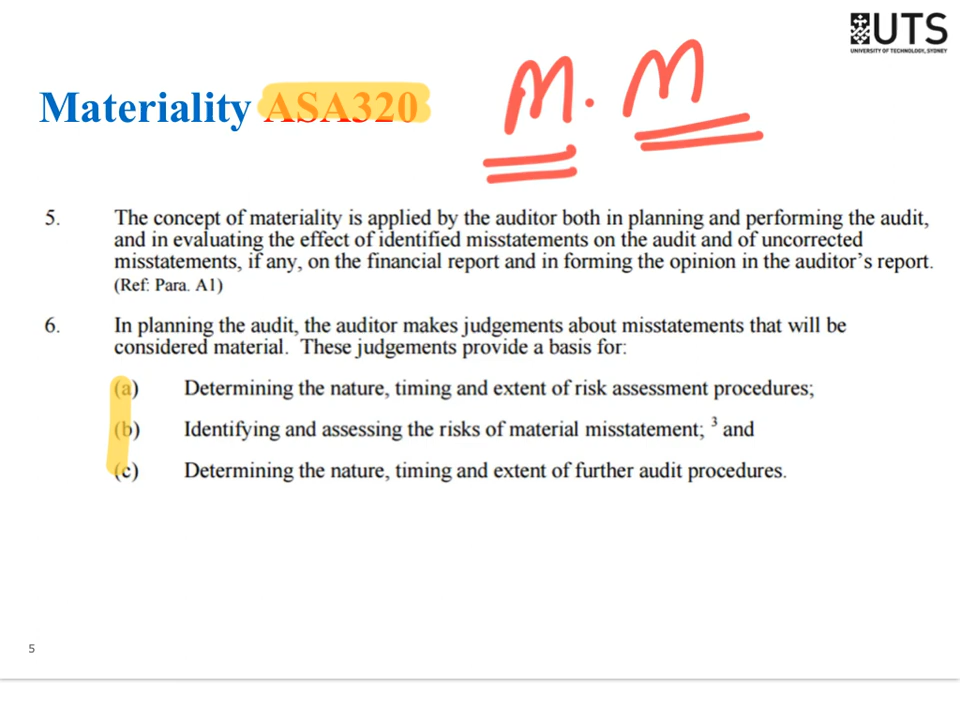 UTS
UNIVERSITY OF TECHNOLOGY, SYDNEY
M. M
Materiality ASA320
5. The concept of materiality is applied by the auditor both in planning and performing the audit,
and in evaluating the effect of identified misstatements on the audit and of uncorrected
misstatements, if any, on the financial report and in forming the opinion in the auditor's report.
(Ref: Para. A1)
6. In planning the audit, the auditor makes judgements about misstatements that will be
considered material. These judgements provide a basis for:
(a) Determining the nature, timing and extent of risk assessment procedures;
(b) Identifying and assessing the risks of material misstatement; ³ and
(c) Determining the nature, timing and extent of further audit procedures.
5